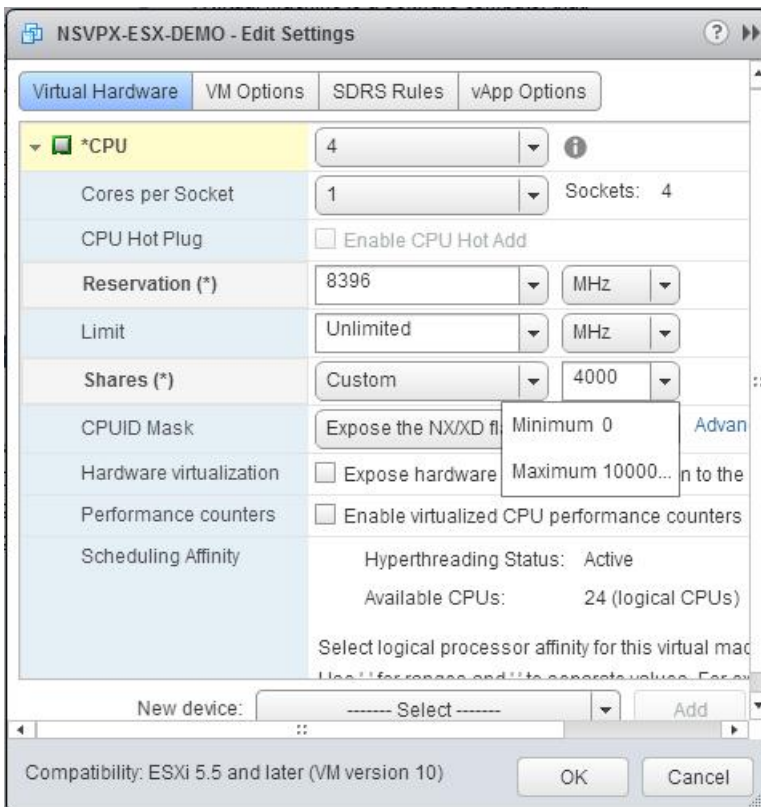 NSVPX-ESX-DEMO - Edit Settings
Virtual Hardware VM Options SDRS Rules vApp Options
*CPU 4
Cores per Socket 1 Sockets: 4
CPU Hot Plug Enable CPU Hot Add
Reservation (*) 8396 MHz
Limit Unlimited MHz
Shares (*) Custom 4000
Minimum 0
Maximum 10000...
CPUID Mask Expose the NX/XD Advan
Hardware virtualization Expose hardware n to the
Performance counters Enable virtualized CPU performance counters
Scheduling Affinity Hyperthreading Status: Active
Available CPUs: 24 (logical CPUs)
Select logical processor affinity for this virtual mac
New device: ------- Select ------- Add
Compatibility: ESXi 5.5 and later (VM version 10) OK Cancel